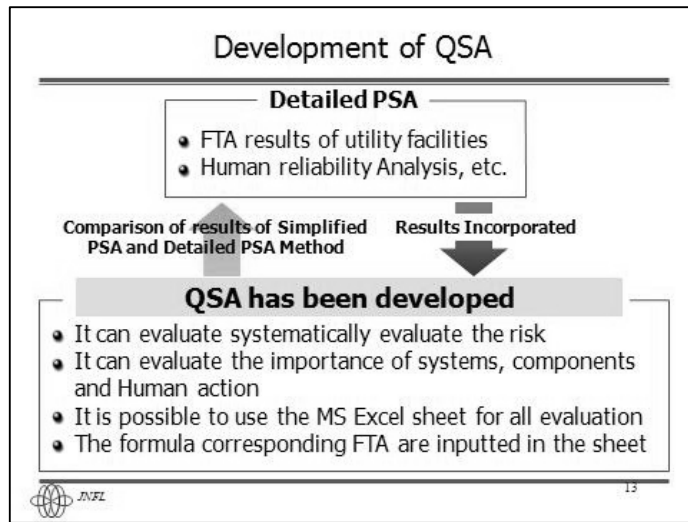 Development of QSA
Detailed PSA
FTA results of utility facilities
Human reliability Analysis, etc.
Comparison of results of Simplified
PSA and Detailed PSA Method
Results Incorporated
QSA has been developed
It can evaluate systematically evaluate the risk
It can evaluate the importance of systems, components
and Human action
It is possible to use the MS Excel sheet for all evaluation
The formula corresponding FTA are inputted in the sheet
JNFL
13